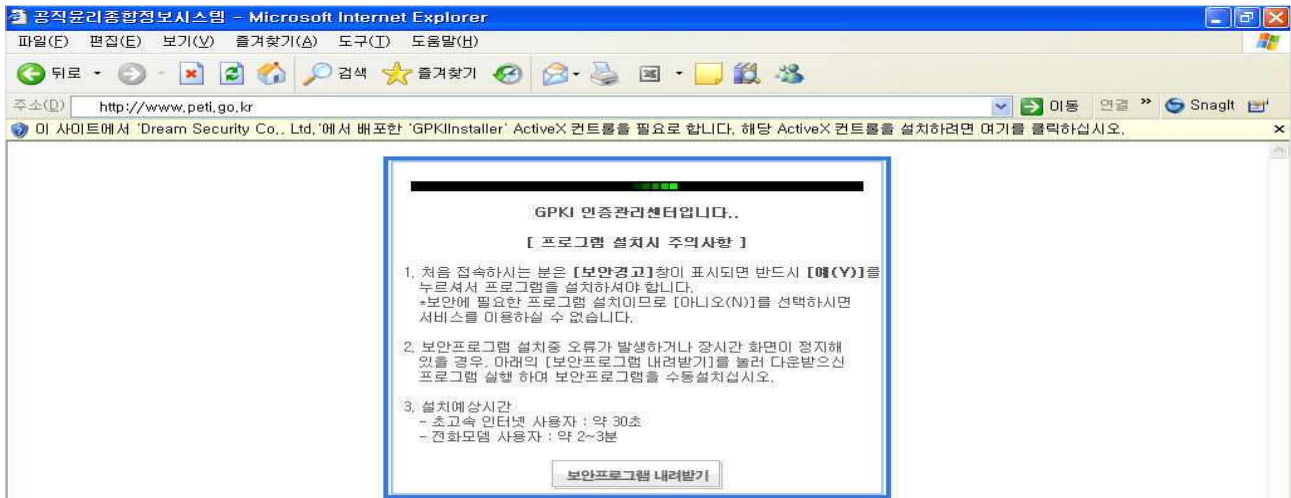 공직윤리종합정보시스템 - Microsoft Internet Explorer
파일(F) 편집(E) 보기(V) 즐겨찾기(A) 도구(T) 도움말(H)
뒤로 검색 즐겨찾기
주소(D) http://www.peti.go.kr 이동 연결 » SnagIt
이 사이트에서 'Dream Security Co., Ltd.'에서 배포한 'GPKIInstaller' ActiveX 컨트롤을 필요로 합니다. 해당 ActiveX 컨트롤을 설치하려면 여기를 클릭하십시오.
GPKI 인증관리센터입니다..
[ 프로그램 설치시 주의사항 ]
1. 처음 접속하시는 분은 [보안경고]창이 표시되면 반드시 [예(Y)]를
누르셔서 프로그램을 설치하셔야 합니다.
*보안에 필요한 프로그램 설치이므로 [아니오(N)]를 선택하시면
서비스를 이용하실 수 없습니다.
2. 보안프로그램 설치중 오류가 발생하거나 장시간 화면이 정지해
있을 경우, 아래의 [보안프로그램 내려받기]를 눌러 다운받으신
프로그램 실행 하여 보안프로그램을 수동설치십시오.
3. 설치예상시간
- 초고속 인터넷 사용자 : 약 30초
- 전화모뎀 사용자 : 약 2~3분
보안프로그램 내려받기